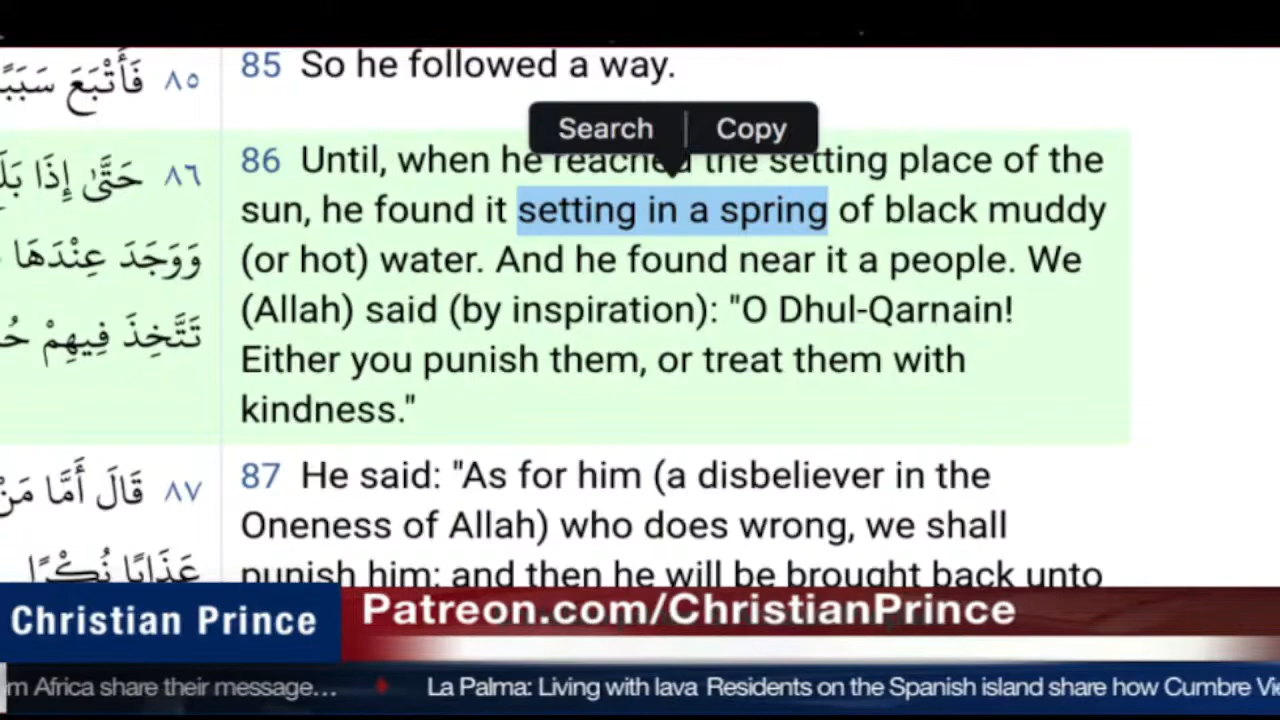 فَأَتْبَعَ سَبَبًا ٨٥
85 So he followed a way.
Search
Copy
حَتَّىٰ إِذَا ٨٦
وَوَجَدَ عِنْدَهَا
تَتَّخِذَ فِيهِمْ
86 Until, when he reached the setting place of the
sun, he found it setting in a spring of black muddy
(or hot) water. And he found near it a people. We
(Allah) said (by inspiration): "O Dhul-Qarnain!
Either you punish them, or treat them with
kindness."
قَالَ أَمَّا ٨٧
عَذَابًا نُكْرًا
87 He said: "As for him (a disbeliever in the
Oneness of Allah) who does wrong, we shall
punish him; and then he will be brought back unto
Christian Prince
Patreon.com/ChristianPrince
m Africa share their message...
La Palma: Living with lava Residents on the Spanish island share how Cumbre Vie